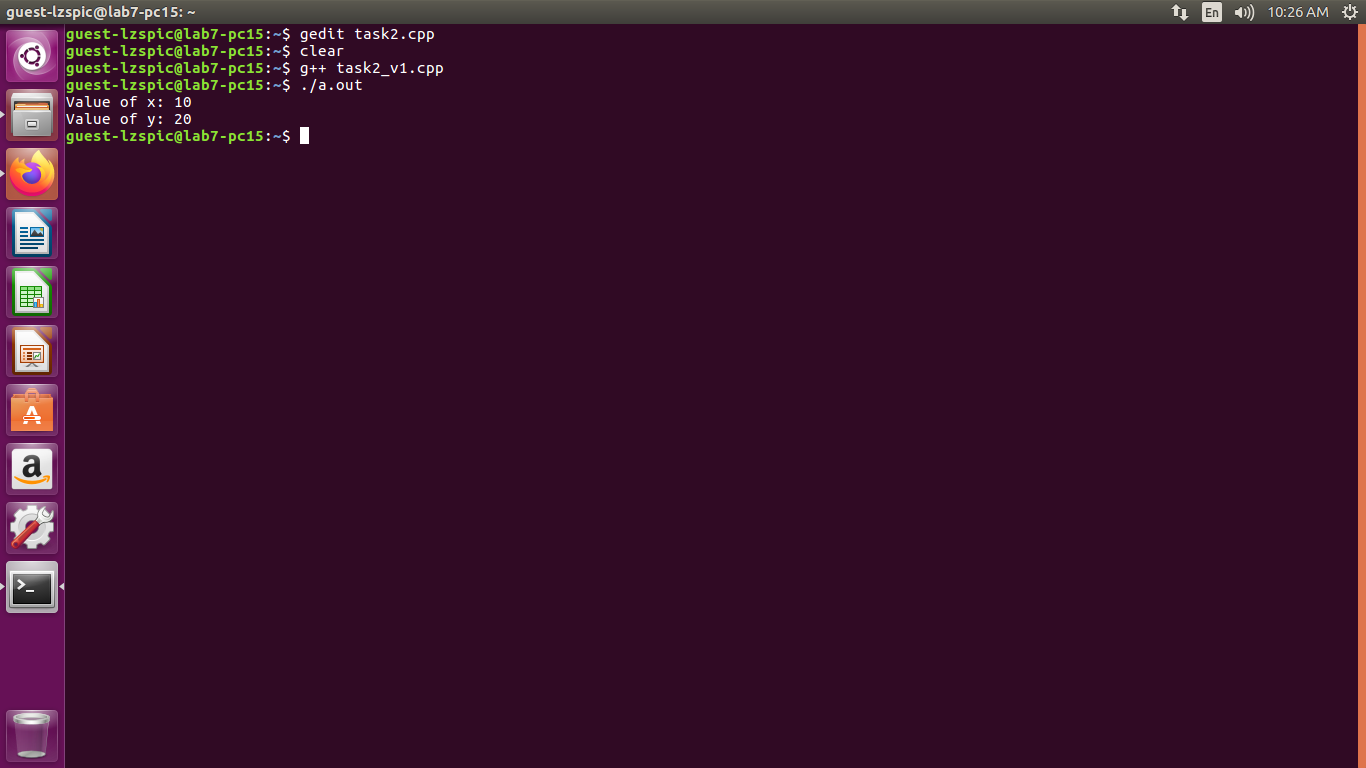 guest-lzspic@lab7-pc15: ~
En
10:26 AM
guest-lzspic@lab7-pc15:~$ gedit task2.cpp
guest-lzspic@lab7-pc15:~$ clear
guest-lzspic@lab7-pc15:~$ g++ task2_v1.cpp
guest-lzspic@lab7-pc15:~$ ./a.out
Value of x: 10
Value of y: 20
guest-lzspic@lab7-pc15:~$